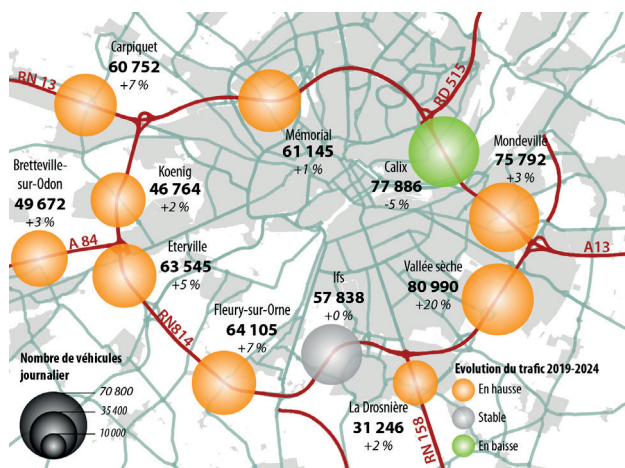 Carpiquet
60 752
+7 %
RN 13
RD 515
Mémorial
61 145
+1 %
Calix
77 886
-5 %
Mondeville
75 792
+3 %
Bretteville-
sur-Odon
49 672
+3 %
Koenig
46 764
+2 %
A 84
Eterville
63 545
+5 %
A13
Vallée sèche
80 990
+20 %
Ifs
57 838
+0 %
Fleury-sur-Orne
64 105
+7 %
RN814
La Drosnière
31 246
+2 %
RN 158
Nombre de véhicules
journalier
70 800
35 400
10 000
Evolution du trafic 2019-2024
En hausse
Stable
En baisse